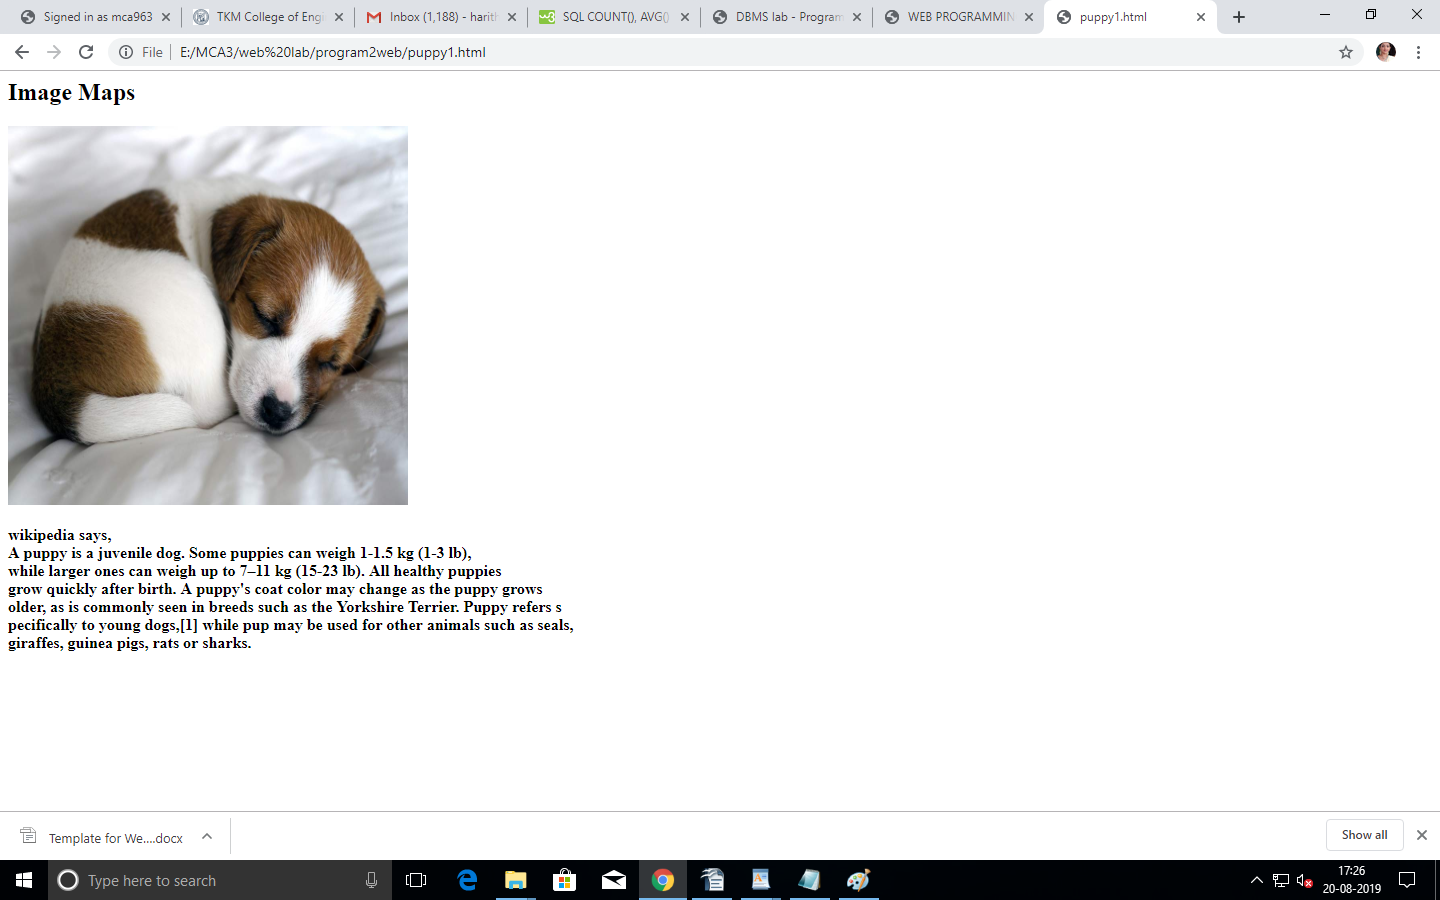 Signed in as mca963
TKM College of Engi
Inbox (1,188) - harith
SQL COUNT(), AVG()
DBMS lab - Program
WEB PROGRAMMIN
puppy1.html
File
E:/MCA3/web%20lab/program2web/puppy1.html
Image Maps
wikipedia says,
A puppy is a juvenile dog. Some puppies can weigh 1-1.5 kg (1-3 lb),
while larger ones can weigh up to 7–11 kg (15-23 lb). All healthy puppies
grow quickly after birth. A puppy's coat color may change as the puppy grows
older, as is commonly seen in breeds such as the Yorkshire Terrier. Puppy refers s
pecifically to young dogs,[1] while pup may be used for other animals such as seals,
giraffes, guinea pigs, rats or sharks.
Template for We....docx
Show all
Type here to search
17:26
20-08-2019